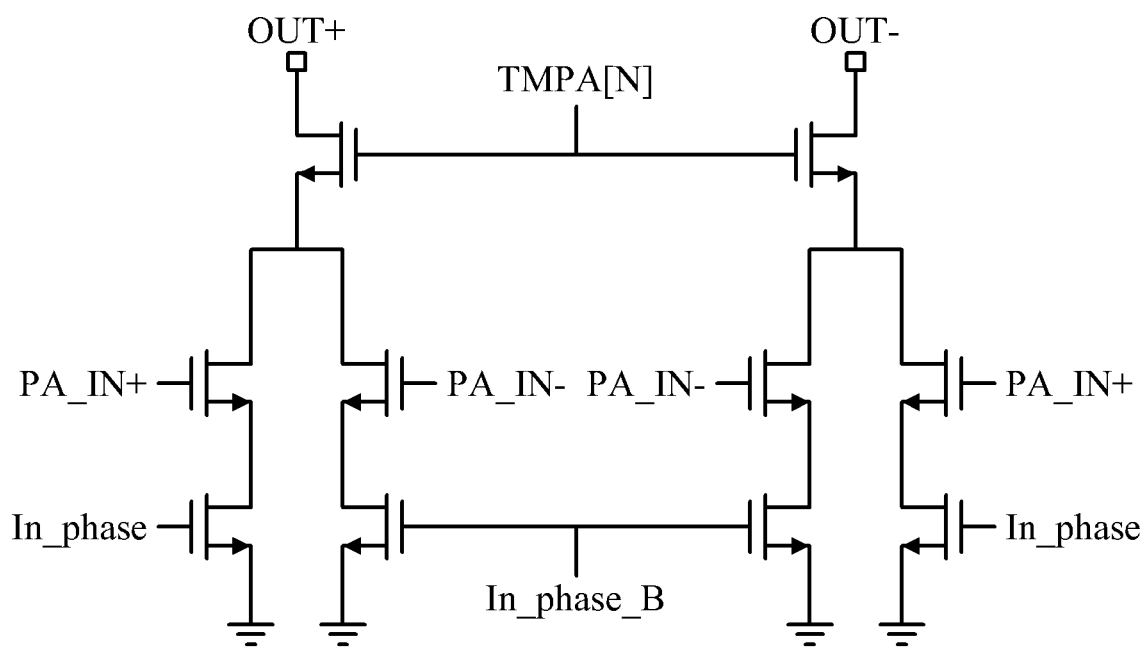 OUT+
OUT-
TMPA[N]
PA_IN+
PA_IN-
PA_IN-
PA_IN+
In_phase
In_phase
In_phase_B